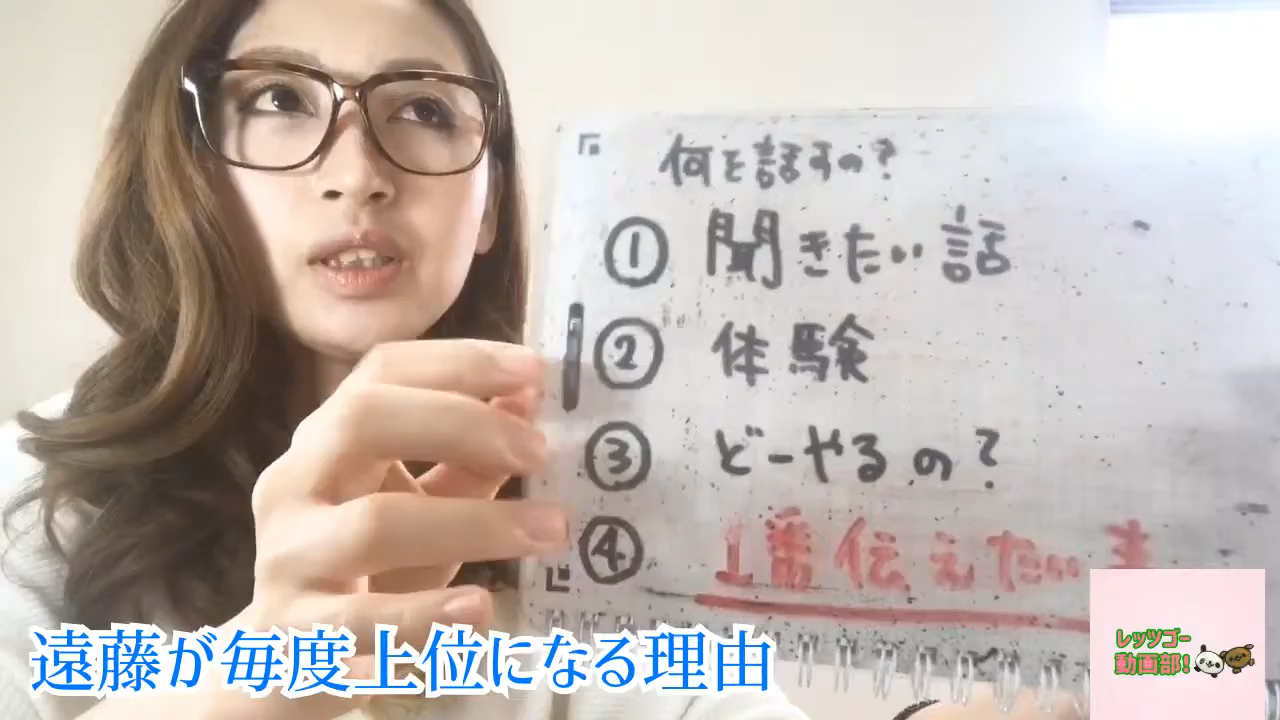 何を話すの?
① 聞きたい話
② 体験
③ どーやるの?
④ 1番伝えたい事
遠藤が毎度上位になる理由
レッツゴー
動画部!